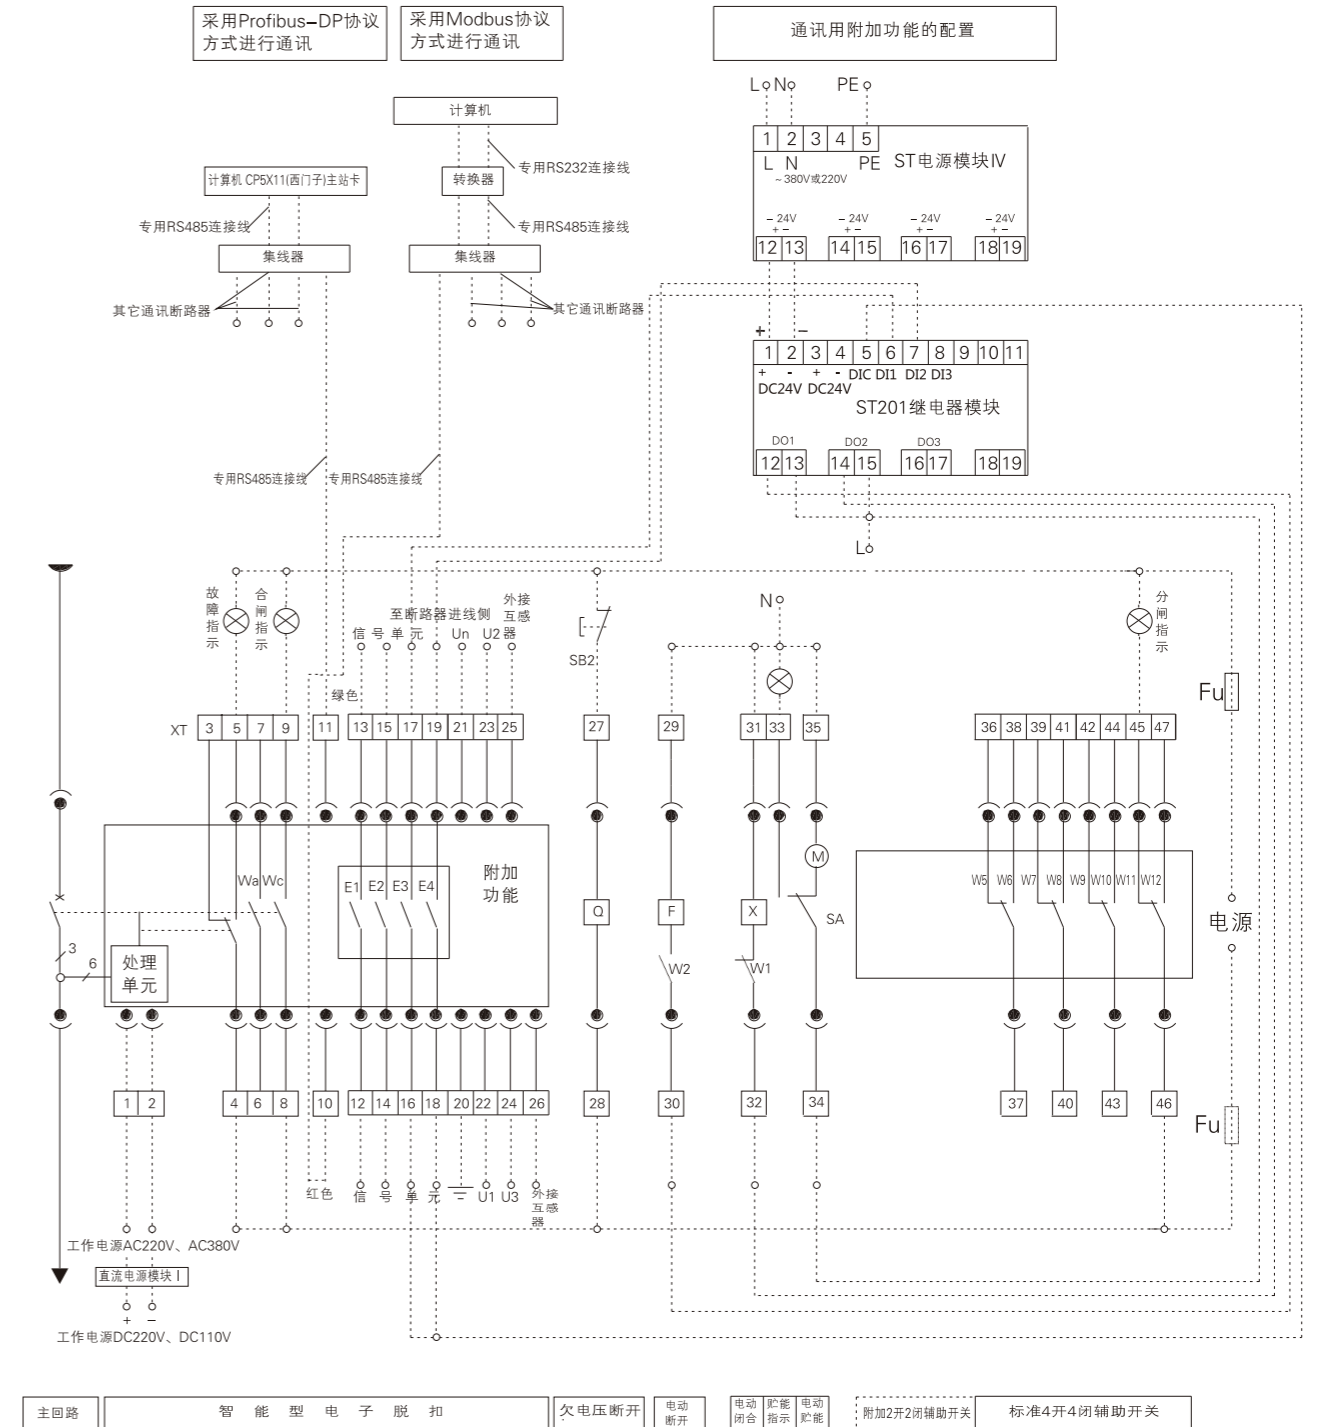 采用Profibus–DP协议
方式进行通讯
采用Modbus协议
方式进行通讯
通讯用附加功能的配置
计算机
专用RS232连接线
转换器
专用RS485连接线
集线器
其它通讯断路器
计算机 CP5X11(西门子)主站卡
专用RS485连接线
集线器
其它通讯断路器
专用RS485连接线
专用RS485连接线
L N PE
1 2 3 4 5
L N PE
ST电源模块IV
~380V或220V
– 24V – 24V – 24V – 24V
+ – + – + – + –
12 13 14 15 16 17 18 19
+ –
1 2 3 4 5 6 7 8 9 10 11
+ - + - DIC DI1 DI2 DI3
DC24V DC24V
ST201继电器模块
DO1 DO2 DO3
12 13 14 15 16 17 18 19
L
故障指示
合闸指示
至断路器进线侧
信号单元 Un U2
外接
互感
器
绿色
SB2
N
分闸指示
Fu
XT 3 5 7 9 11 13 15 17 19 21 23 25 27 29 31 33 35 36 38 39 41 42 44 45 47
M
Wa Wc
E1 E2 E3 E4
附加
功能
Q F X SA
W5 W6 W7 W8 W9 W10 W11 W12
电源
3
6
处理
单元
W2 W1
1 2 4 6 8 10 12 14 16 18 20 22 24 26 28 30 32 34 37 40 43 46
Fu
红色
信号单元 U1 U3
外接
互感
器
工作电源AC220V、AC380V
直流电源模块 I
+ –
工作电源DC220V、DC110V
主回路
智能型电子脱扣
欠电压断开
电动
断开
电动
闭合
贮能
指示
电动
贮能
附加2开2闭辅助开关
标准4开4闭辅助开关